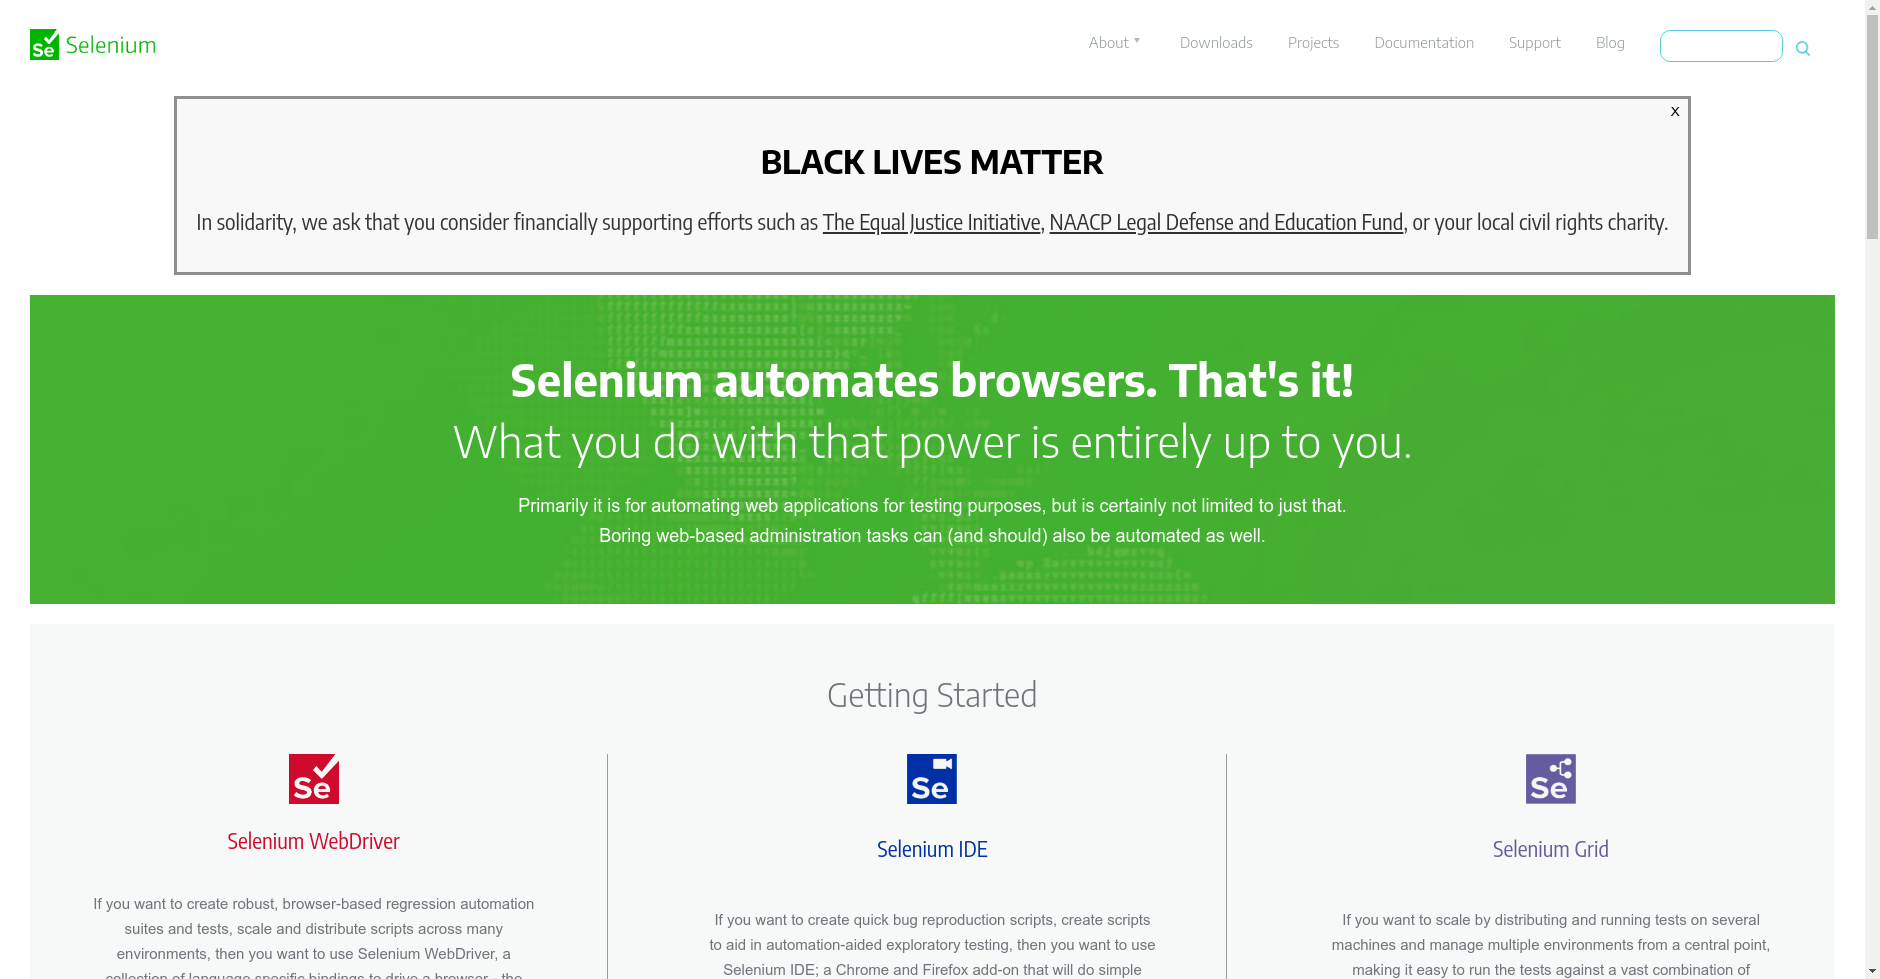 Se Selenium
About Downloads Projects Documentation Support Blog
X
BLACK LIVES MATTER
In solidarity, we ask that you consider financially supporting efforts such as The Equal Justice Initiative, NAACP Legal Defense and Education Fund, or your local civil rights charity.
Selenium automates browsers. That's it!
What you do with that power is entirely up to you.
Primarily it is for automating web applications for testing purposes, but is certainly not limited to just that.
Boring web-based administration tasks can (and should) also be automated as well.
Getting Started
Se
Selenium WebDriver
If you want to create robust, browser-based regression automation
suites and tests, scale and distribute scripts across many
environments, then you want to use Selenium WebDriver, a
collection of language specific bindings to drive a browser - the
Se
Selenium IDE
If you want to create quick bug reproduction scripts, create scripts
to aid in automation-aided exploratory testing, then you want to use
Selenium IDE; a Chrome and Firefox add-on that will do simple
Se
Selenium Grid
If you want to scale by distributing and running tests on several
machines and manage multiple environments from a central point,
making it easy to run the tests against a vast combination of